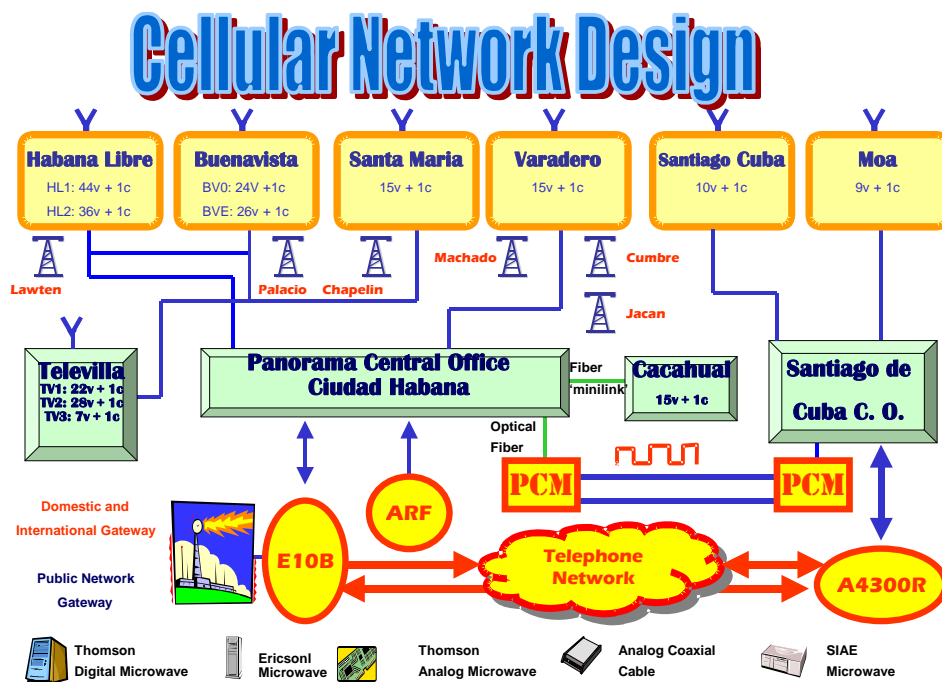 Cellular Network Design
Habana Libre
HL1: 44v + 1c
HL2: 36v + 1c
Buenavista
BV0: 24V +1c
BVE: 26v + 1c
Santa Maria
15v + 1c
Varadero
15v + 1c
Santiago Cuba
10v + 1c
Moa
9v + 1c
Lawten
Palacio
Chapelin
Machado
Cumbre
Jacan
Televilla
TV1: 22v + 1c
TV2: 28v + 1c
TV3: 7v + 1c
Panorama Central Office
Ciudad Habana
Fiber
'minilink'
Cacahual
15v + 1c
Santiago de
Cuba C. O.
Optical
Fiber
PCM
PCM
Domestic and
International Gateway
Public Network
Gateway
E10B
ARF
Telephone
Network
A4300R
Thomson
Digital Microwave
Ericsonl
Microwave
Thomson
Analog Microwave
Analog Coaxial
Cable
SIAE
Microwave